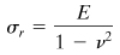 σᵣ = E / (1 − ν²)